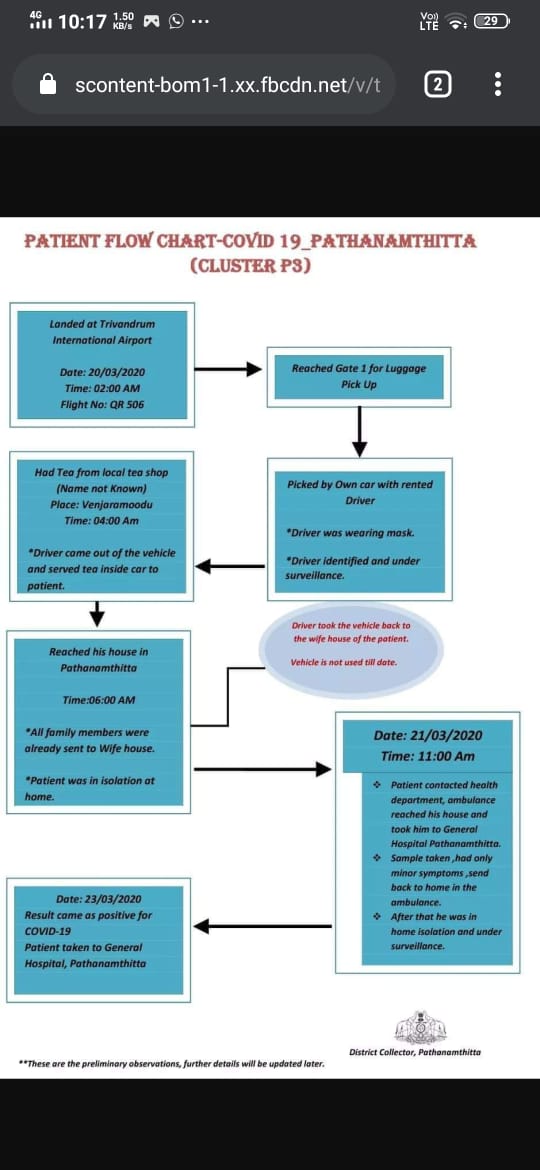 4G 10:17 1.50 KB/s ... Vo)) LTE 29
scontent-bom1-1.xx.fbcdn.net/v/t 2
PATIENT FLOW CHART-COVID 19_PATHANAMTHITTA
(CLUSTER P3)
Landed at Trivandrum
International Airport
Date: 20/03/2020
Time: 02:00 AM
Flight No: QR 506
Reached Gate 1 for Luggage
Pick Up
Picked by Own car with rented
Driver
*Driver was wearing mask.
*Driver identified and under
surveillance.
Had Tea from local tea shop
(Name not Known)
Place: Venjaramoodu
Time: 04:00 Am
*Driver came out of the vehicle
and served tea inside car to
patient.
Driver took the vehicle back to
the wife house of the patient.
Vehicle is not used till date.
Reached his house in
Pathanamthitta
Time:06:00 AM
*All family members were
already sent to Wife house.
*Patient was in isolation at
home.
Date: 21/03/2020
Time: 11:00 Am
❖ Patient contacted health
department, ambulance
reached his house and
took him to General
Hospital Pathanamthitta.
❖ Sample taken ,had only
minor symptoms ,send
back to home in the
ambulance.
❖ After that he was in
home isolation and under
surveillance.
Date: 23/03/2020
Result came as positive for
COVID-19
Patient taken to General
Hospital, Pathanamthitta
District Collector, Pathanamthitta
**These are the preliminary observations, further details will be updated later.